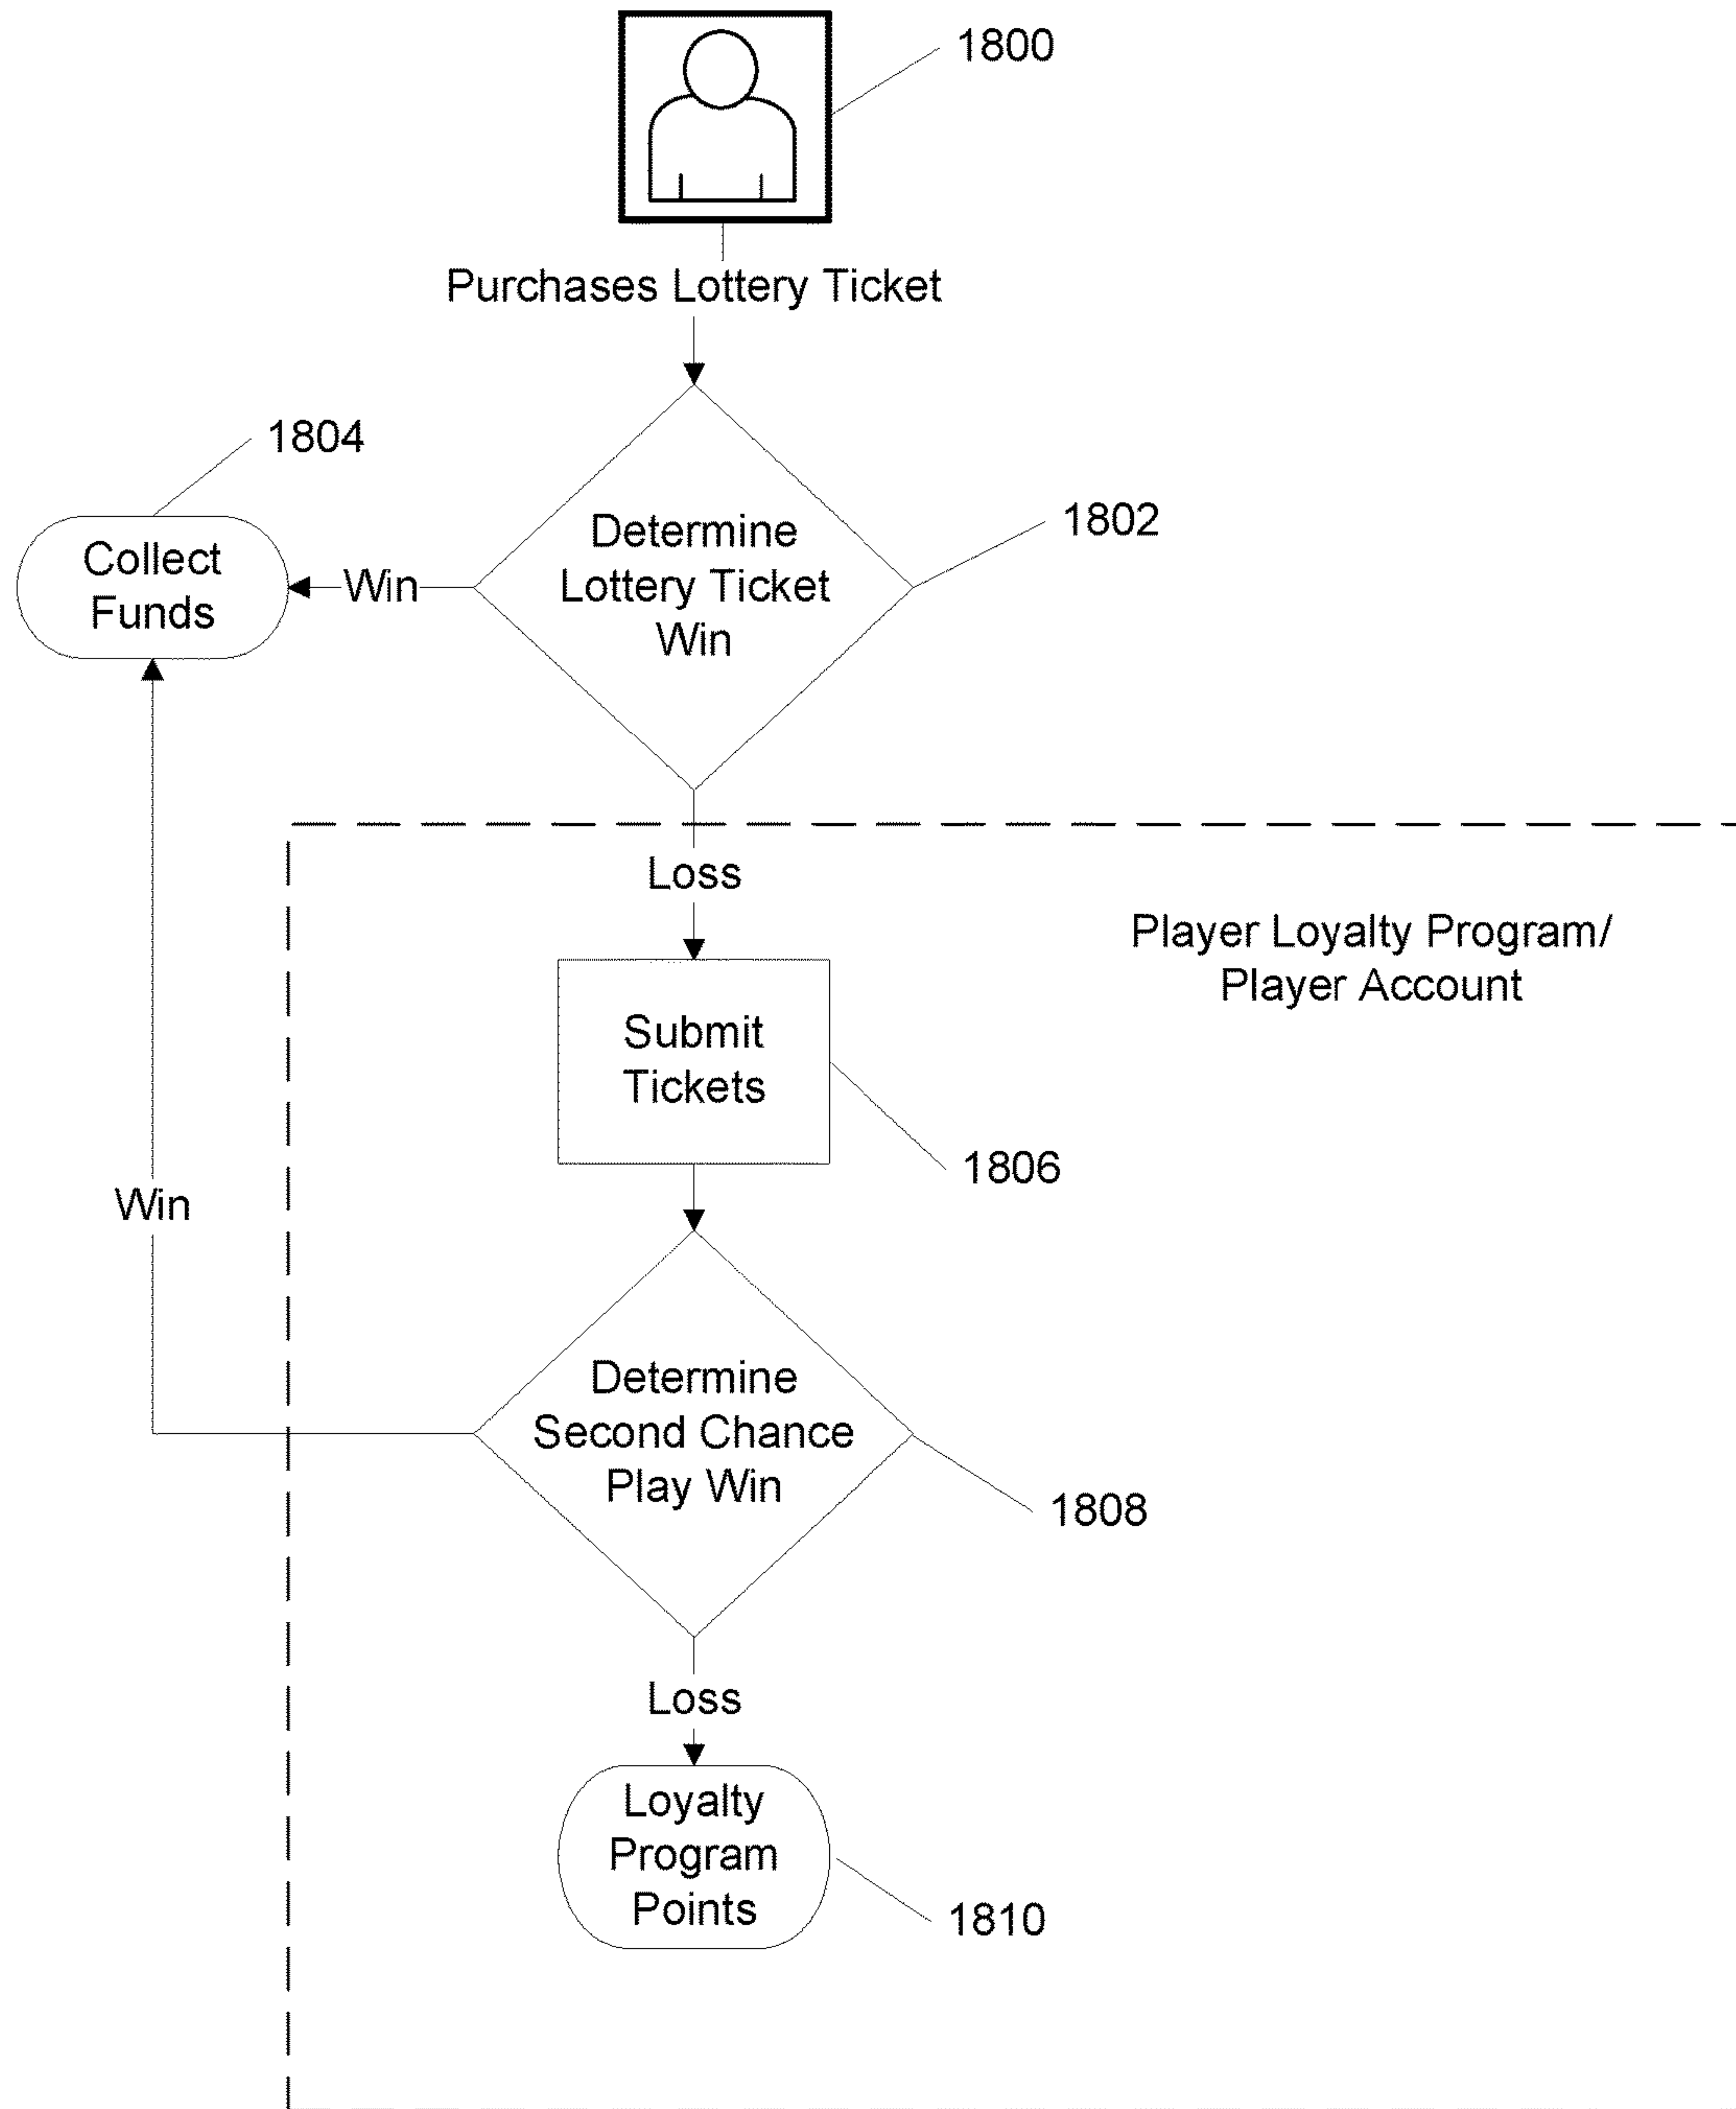 1800
Purchases Lottery Ticket
1804
Collect
Funds
Win
Determine
Lottery Ticket
Win
1802
Loss
Player Loyalty Program/
Player Account
Submit
Tickets
1806
Win
Determine
Second Chance
Play Win
1808
Loss
Loyalty
Program
Points
1810